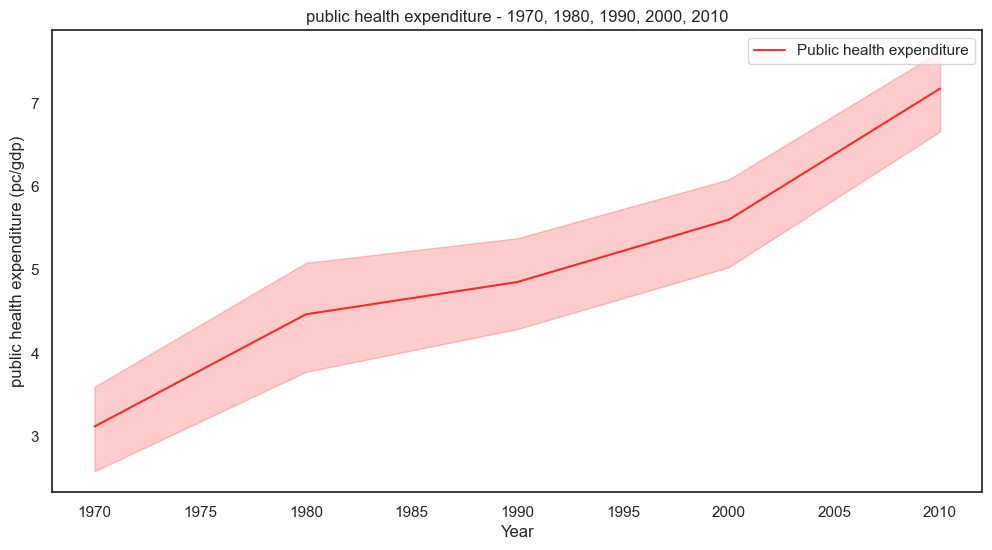 public health expenditure - 1970, 1980, 1990, 2000, 2010
Public health expenditure
public health expenditure (pc/gdp)
7
6
5
4
3
1970 1975 1980 1985 1990 1995 2000 2005 2010
Year